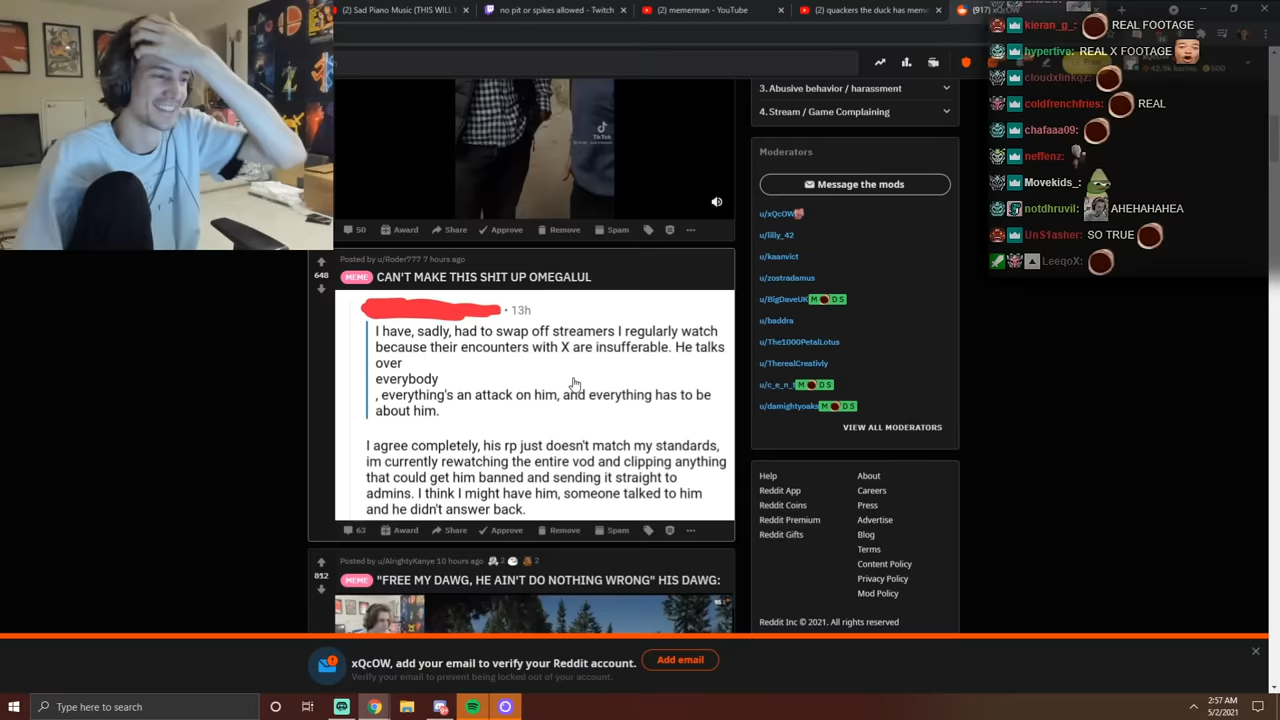 (2) Sad Piano Music (THIS WILL
no pit or spikes allowed - Twitch
(2) memerman - YouTube
(2) quackers the duck has meme
(917)
kieran_g_: REAL FOOTAGE
hypertive: REAL X FOOTAGE
cloudxlinkqz:
coldfrenchfries: REAL
chafaaa09:
neffenz:
Movekids_:
notdhruvil: AHEHAHAHEA
UnS1asher: SO TRUE
LeeqoX:
TikTok
50 Award Share Approve Remove Spam
3. Abusive behavior / harassment
4. Stream / Game Complaining
Moderators
Message the mods
u/xQcOW
u/lilly_42
u/kaanvict
u/zostradamus
u/BigDaveUK MODS
u/baddra
u/The1000PetalLotus
u/TherealCreativly
u/c_e_n_t MODS
u/damightyoaks MODS
VIEW ALL MODERATORS
648
Posted by u/Roder777 7 hours ago
MEME CAN'T MAKE THIS SHIT UP OMEGALUL
• 13h
I have, sadly, had to swap off streamers I regularly watch
because their encounters with X are insufferable. He talks
over
everybody
, everything's an attack on him, and everything has to be
about him.
I agree completely, his rp just doesn't match my standards,
im currently rewatching the entire vod and clipping anything
that could get him banned and sending it straight to
admins. I think I might have him, someone talked to him
and he didn't answer back.
63 Award Share Approve Remove Spam
Help About
Reddit App Careers
Reddit Coins Press
Reddit Premium Advertise
Reddit Gifts Blog
Terms
Content Policy
Privacy Policy
Mod Policy
Reddit Inc © 2021. All rights reserved
812
Posted by u/AlrightyKanye 10 hours ago 2 2
MEME "FREE MY DAWG, HE AIN'T DO NOTHING WRONG" HIS DAWG:
xQcOW, add your email to verify your Reddit account. Add email
Verify your email to prevent being locked out of your account.
Type here to search
2:57 AM
5/2/2021